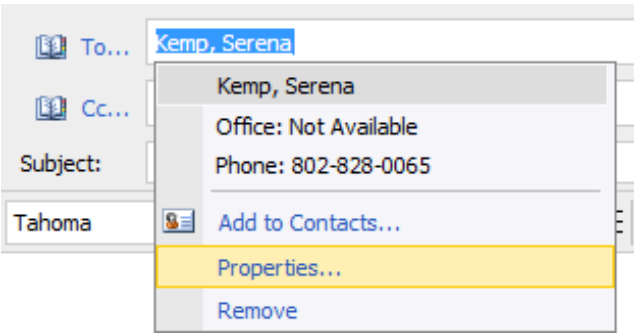 To... Kemp, Serena
Kemp, Serena
Cc...
Office: Not Available
Phone: 802-828-0065
Subject:
Tahoma
Add to Contacts...
Properties...
Remove